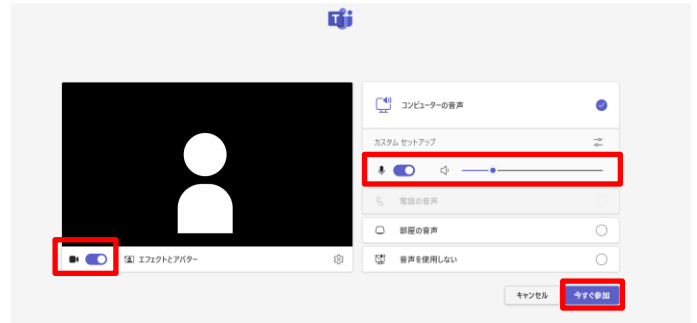 コンピューターの音声
カスタム セットアップ
電話の音声
部屋の音声
エフェクトとアバター
音声を使用しない
キャンセル
今すぐ参加